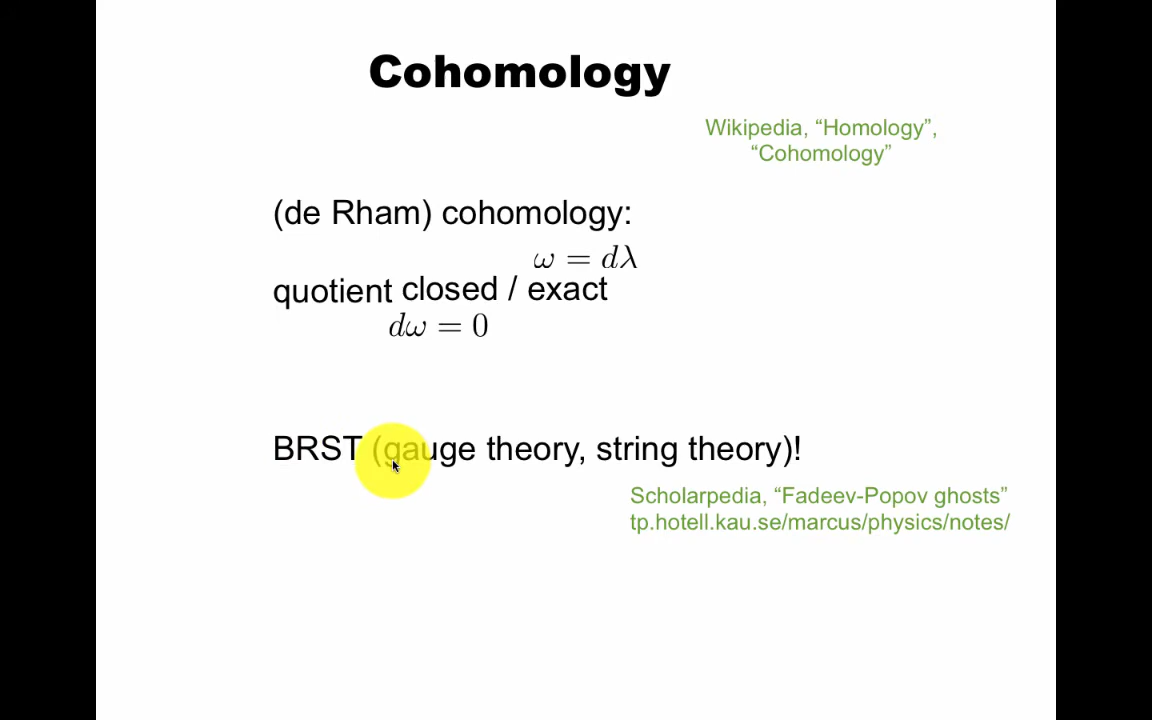 Cohomology
Wikipedia, “Homology”,
“Cohomology”
(de Rham) cohomology:
ω = dλ
quotient closed / exact
dω = 0
BRST (gauge theory, string theory)!
Scholarpedia, “Fadeev-Popov ghosts”
tp.hotell.kau.se/marcus/physics/notes/